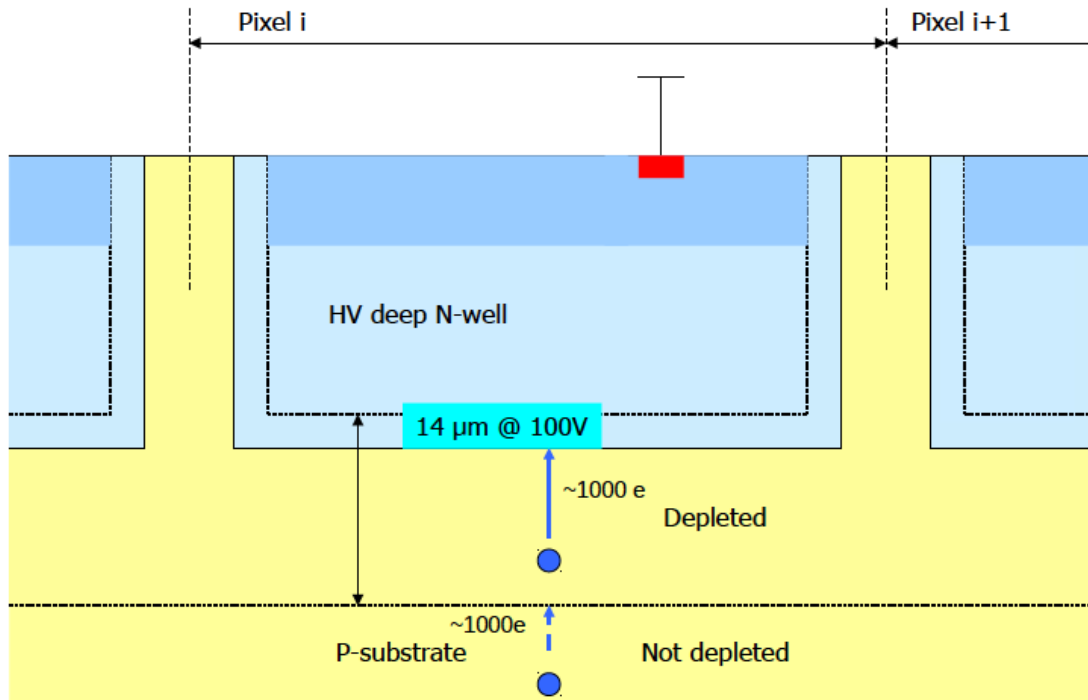 Pixel i
Pixel i+1
HV deep N-well
14 µm @ 100V
~1000 e
Depleted
~1000e
P-substrate
Not depleted